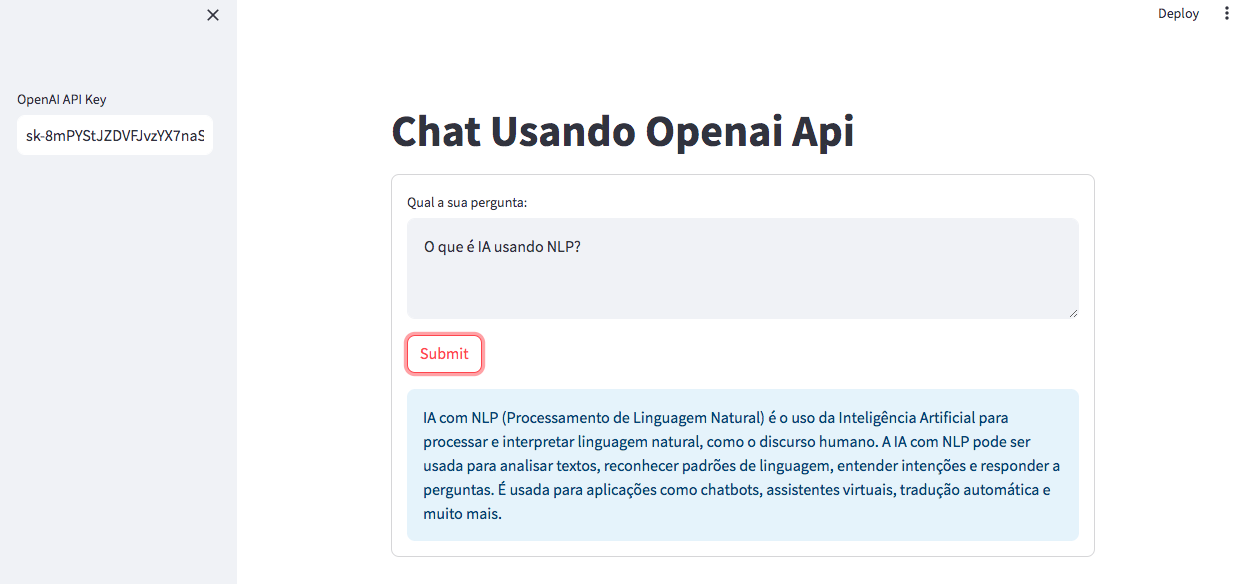 Deploy
OpenAI API Key
sk-8mPYStJZDVFJvzYX7naS
Chat Usando Openai Api
Qual a sua pergunta:
O que é IA usando NLP?
Submit
IA com NLP (Processamento de Linguagem Natural) é o uso da Inteligência Artificial para
processar e interpretar linguagem natural, como o discurso humano. A IA com NLP pode ser
usada para analisar textos, reconhecer padrões de linguagem, entender intenções e responder a
perguntas. É usada para aplicações como chatbots, assistentes virtuais, tradução automática e
muito mais.